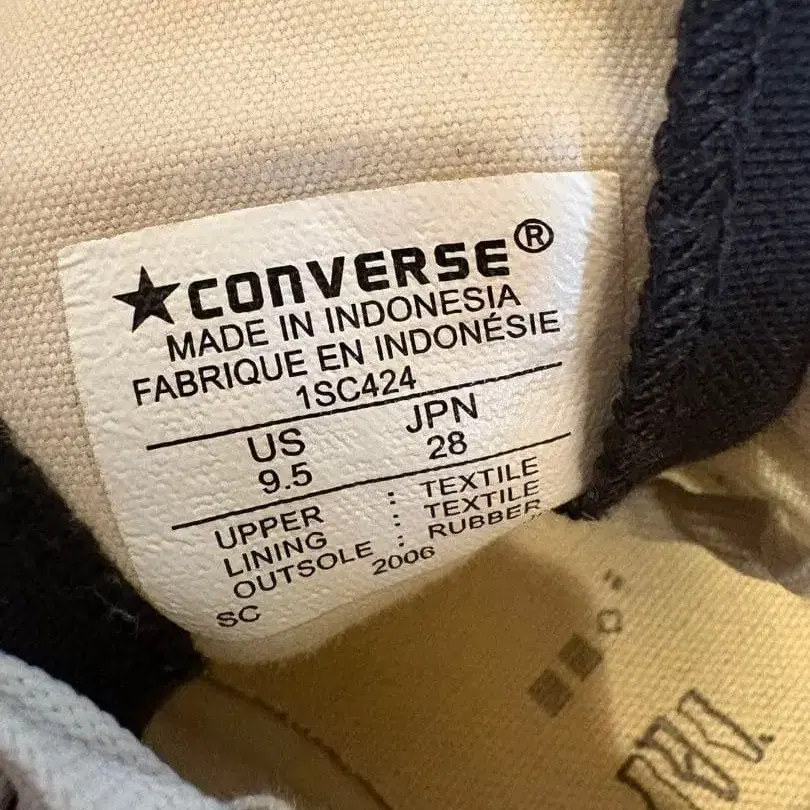 ★CONVERSE®
MADE IN INDONESIA
FABRIQUE EN INDONÉSIE
1SC424
US JPN
9.5 28
UPPER : TEXTILE
LINING : TEXTILE
OUTSOLE : RUBBER
SC 2006